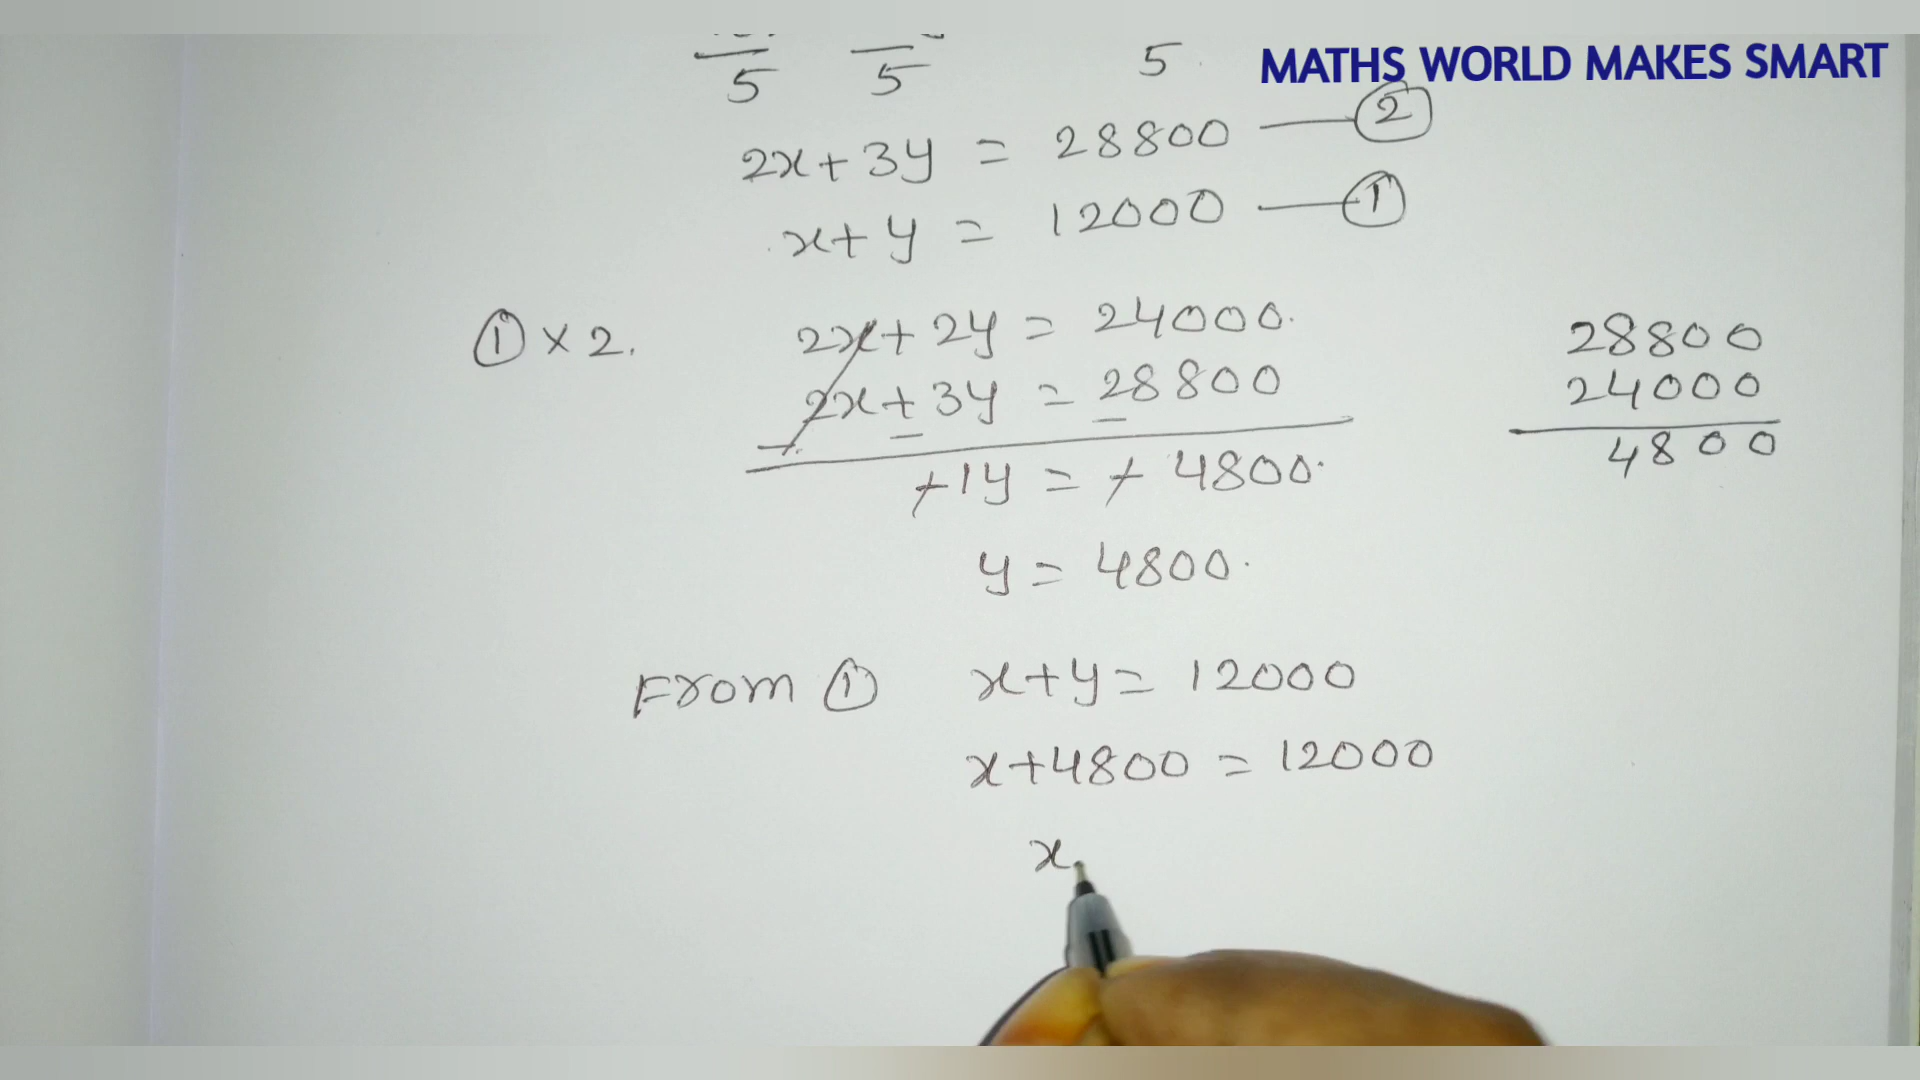 5 5 5
MATHS WORLD MAKES SMART
2x+3y = 28800 — ②
x+y = 12000 — ①
① × 2. 2x+2y = 24000.
2x+3y = 28800
− − −
+1y = + 4800.
28800
24000
4800
y = 4800.
From ① x+y = 12000
x+4800 = 12000
x